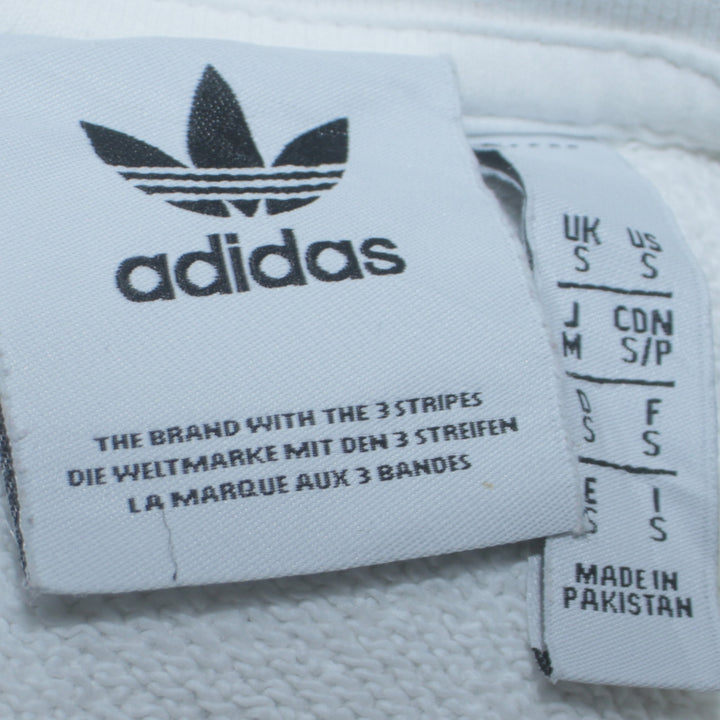 adidas
THE BRAND WITH THE 3 STRIPES
DIE WELTMARKE MIT DEN 3 STREIFEN
LA MARQUE AUX 3 BANDES
UK US
S S
J CDN
M S/P
D F
S S
E I
S S
MADE IN
PAKISTAN